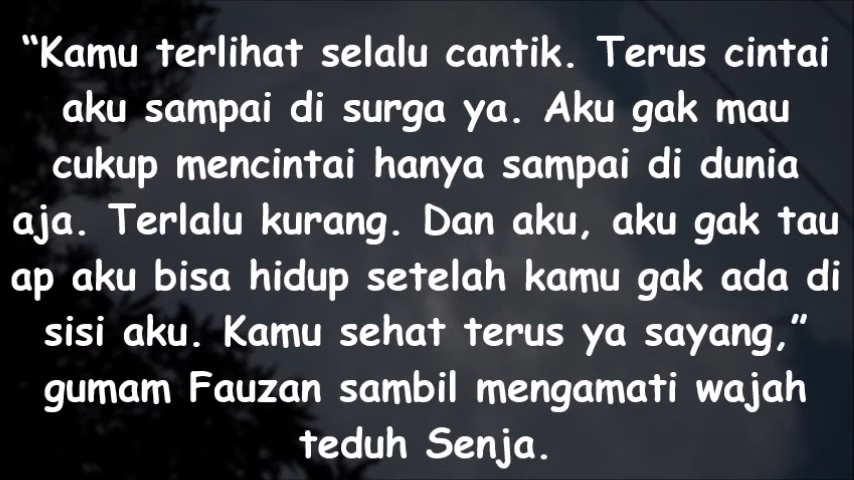 “Kamu terlihat selalu cantik. Terus cintai
aku sampai di surga ya. Aku gak mau
cukup mencintai hanya sampai di dunia
aja. Terlalu kurang. Dan aku, aku gak tau
ap aku bisa hidup setelah kamu gak ada di
sisi aku. Kamu sehat terus ya sayang,”
gumam Fauzan sambil mengamati wajah
teduh Senja.